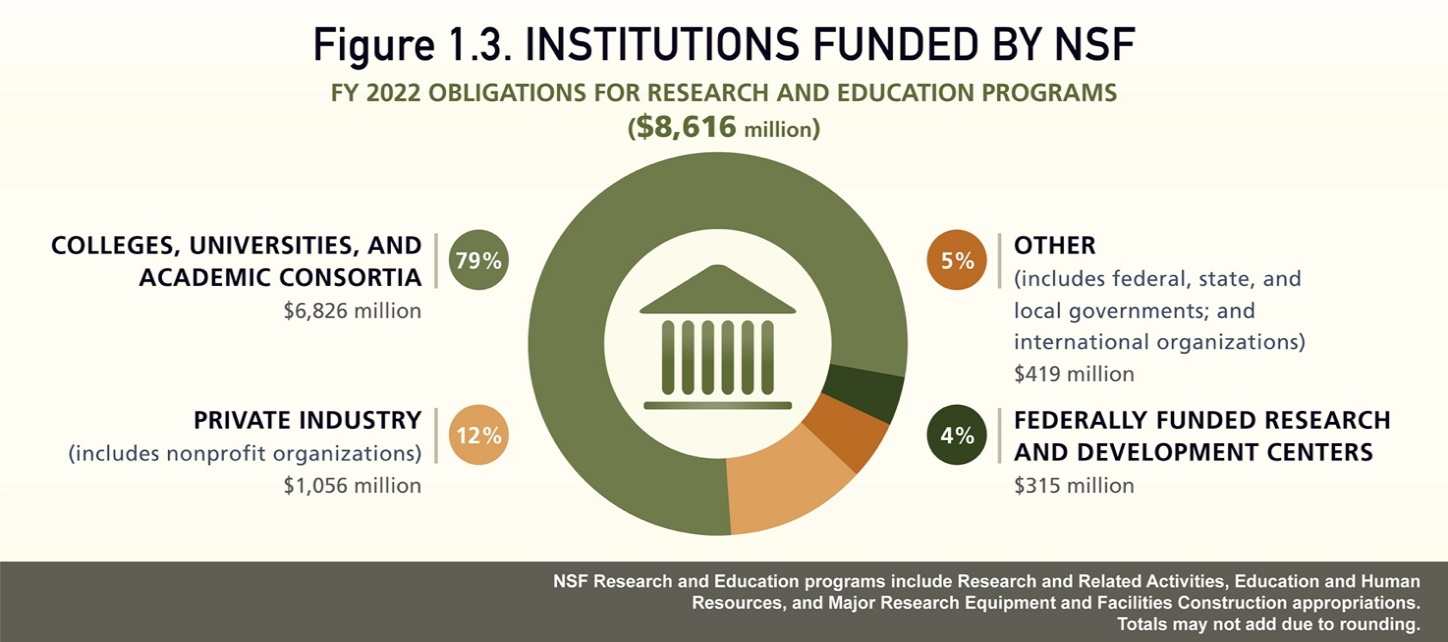 Figure 1.3. INSTITUTIONS FUNDED BY NSF
FY 2022 OBLIGATIONS FOR RESEARCH AND EDUCATION PROGRAMS
($8,616 million)
COLLEGES, UNIVERSITIES, AND
ACADEMIC CONSORTIA
$6,826 million
79%
PRIVATE INDUSTRY
(includes nonprofit organizations)
$1,056 million
12%
5%
OTHER
(includes federal, state, and
local governments; and
international organizations)
$419 million
4%
FEDERALLY FUNDED RESEARCH
AND DEVELOPMENT CENTERS
$315 million
NSF Research and Education programs include Research and Related Activities, Education and Human
Resources, and Major Research Equipment and Facilities Construction appropriations.
Totals may not add due to rounding.